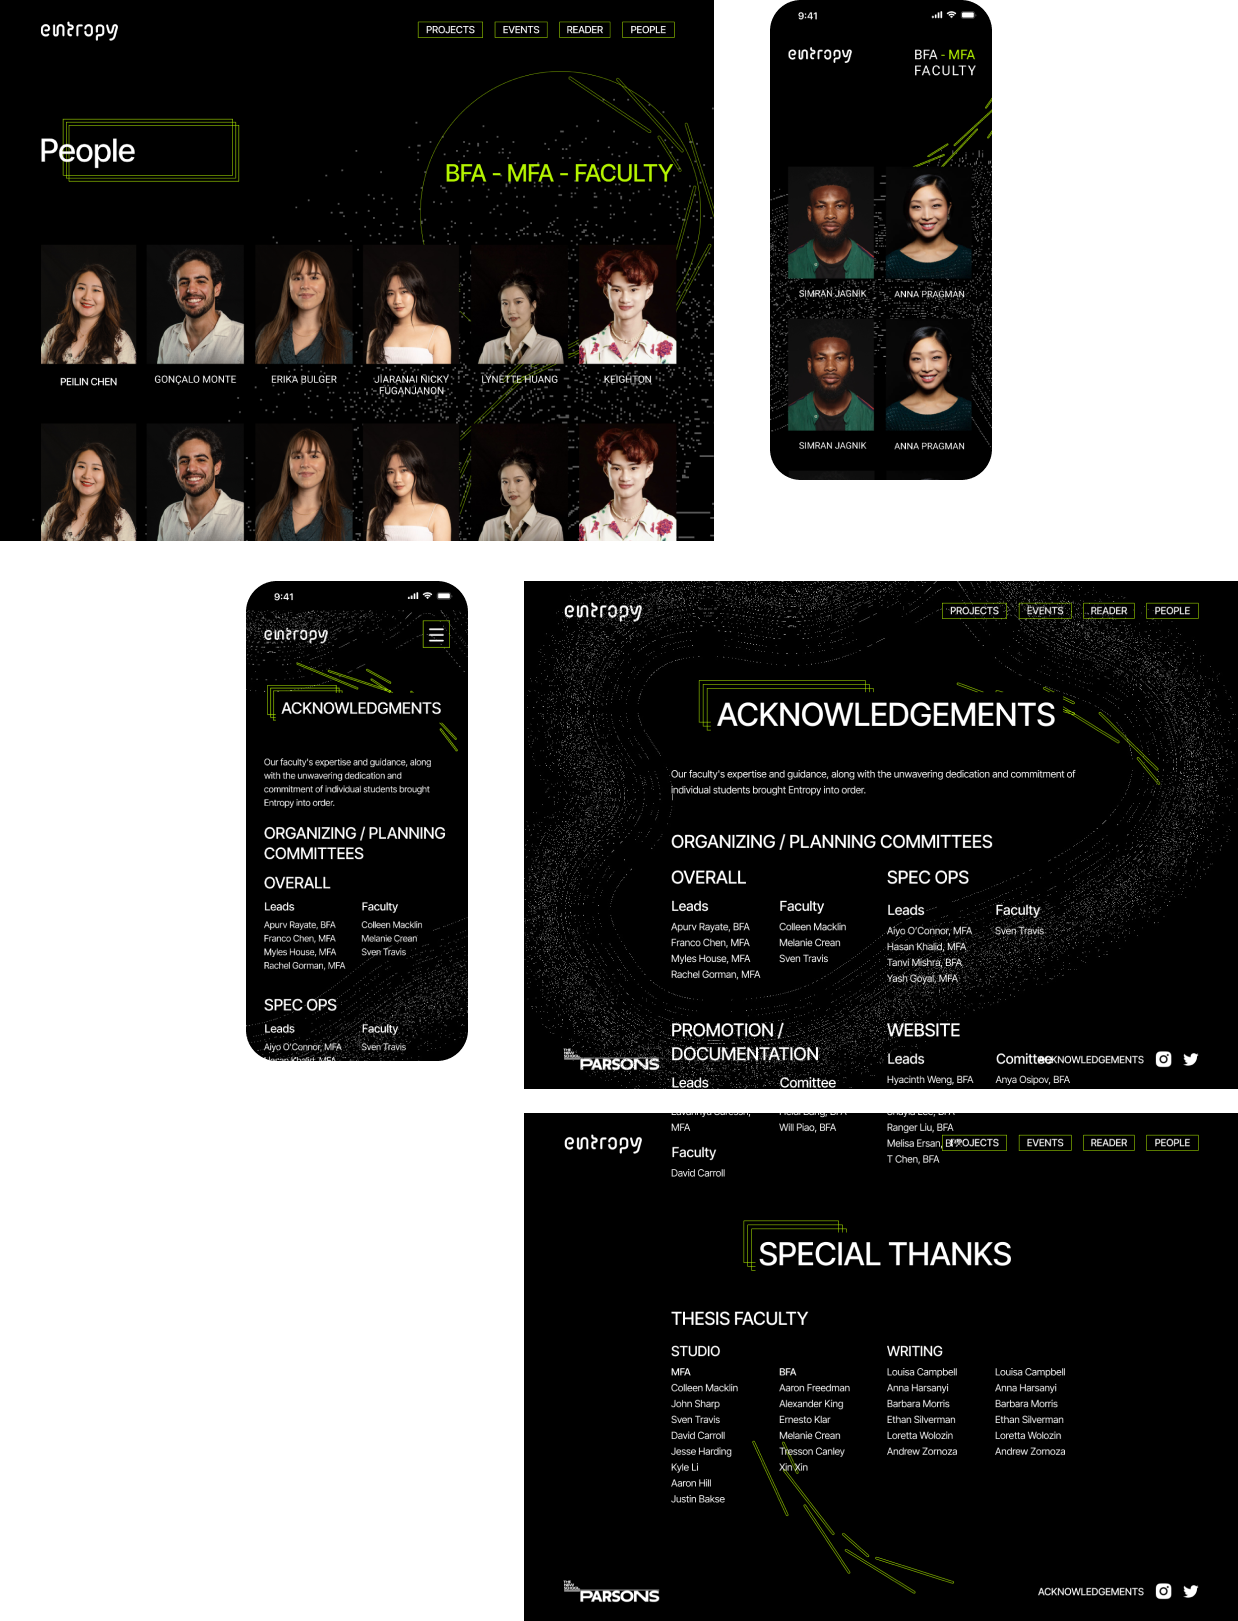 entropy
PROJECTS EVENTS READER PEOPLE
People
BFA - MFA - FACULTY
PEILIN CHEN GONÇALO MONTE ERIKA BULGER JIARANAI NICKY FUGANJANON LYNETTE HUANG KEIGHTON
9:41
entropy
BFA - MFA
FACULTY
SIMRAN JAGNIK ANNA PRAGMAN
SIMRAN JAGNIK ANNA PRAGMAN
9:41
entropy
ACKNOWLEDGMENTS
Our faculty's expertise and guidance, along
with the unwavering dedication and
commitment of individual students brought
Entropy into order.
ORGANIZING / PLANNING
COMMITTEES
OVERALL
Leads Faculty
Apurv Rayate, BFA Colleen Macklin
Franco Chen, MFA Melanie Crean
Myles House, MFA Sven Travis
Rachel Gorman, MFA
SPEC OPS
Leads Faculty
Aiyo O'Connor, MFA Sven Travis
Hasan Khalid, MFA
entropy
PROJECTS EVENTS READER PEOPLE
ACKNOWLEDGEMENTS
Our faculty's expertise and guidance, along with the unwavering dedication and commitment of
individual students brought Entropy into order.
ORGANIZING / PLANNING COMMITTEES
OVERALL SPEC OPS
Leads Faculty Leads Faculty
Apurv Rayate, BFA Colleen Macklin Aiyo O'Connor, MFA Sven Travis
Franco Chen, MFA Melanie Crean Hasan Khalid, MFA
Myles House, MFA Sven Travis Tanvi Mishra, BFA
Rachel Gorman, MFA Yash Goyal, MFA
PROMOTION / WEBSITE
DOCUMENTATION
Leads Comittee Leads Comittee
Hyacinth Weng, BFA Anya Osipov, BFA
THE
NEW
SCHOOL
PARSONS
ACKNOWLEDGEMENTS
entropy
PROJECTS EVENTS READER PEOPLE
MFA Will Piao, BFA Ranger Liu, BFA
Melisa Ersan, BFA
T Chen, BFA
Faculty
David Carroll
SPECIAL THANKS
THESIS FACULTY
STUDIO WRITING
MFA BFA Louisa Campbell Louisa Campbell
Colleen Macklin Aaron Freedman Anna Harsanyi Anna Harsanyi
John Sharp Alexander King Barbara Morris Barbara Morris
Sven Travis Ernesto Klar Ethan Silverman Ethan Silverman
David Carroll Melanie Crean Loretta Wolozin Loretta Wolozin
Jesse Harding Tresson Canley Andrew Zornoza Andrew Zornoza
Kyle Li Xin Xin
Aaron Hill
Justin Bakse
THE
NEW
SCHOOL
PARSONS
ACKNOWLEDGEMENTS